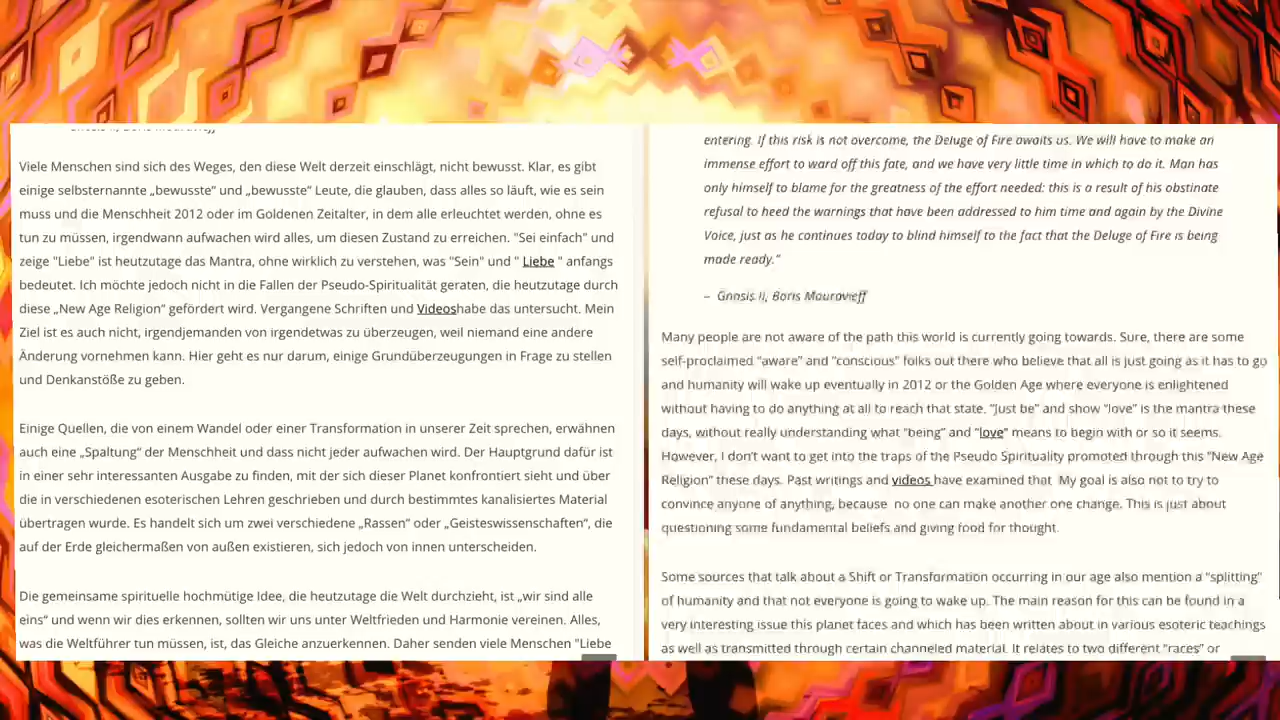 Viele Menschen sind sich des Weges, den diese Welt derzeit einschlägt, nicht bewusst. Klar, es gibt
einige selbsternannte „bewusste“ und „bewusste“ Leute, die glauben, dass alles so läuft, wie es sein
muss und die Menschheit 2012 oder im Goldenen Zeitalter, in dem alle erleuchtet werden, ohne es
tun zu müssen, irgendwann aufwachen wird alles, um diesen Zustand zu erreichen. "Sei einfach" und
zeige "Liebe" ist heutzutage das Mantra, ohne wirklich zu verstehen, was "Sein" und " Liebe " anfangs
bedeutet. Ich möchte jedoch nicht in die Fallen der Pseudo-Spiritualität geraten, die heutzutage durch
diese „New Age Religion“ gefördert wird. Vergangene Schriften und Videoshabe das untersucht. Mein
Ziel ist es auch nicht, irgendjemanden von irgendetwas zu überzeugen, weil niemand eine andere
Änderung vornehmen kann. Hier geht es nur darum, einige Grundüberzeugungen in Frage zu stellen
und Denkanstöße zu geben.
Einige Quellen, die von einem Wandel oder einer Transformation in unserer Zeit sprechen, erwähnen
auch eine „Spaltung“ der Menschheit und dass nicht jeder aufwachen wird. Der Hauptgrund dafür ist
in einer sehr interessanten Ausgabe zu finden, mit der sich dieser Planet konfrontiert sieht und über
die in verschiedenen esoterischen Lehren geschrieben und durch bestimmtes kanalisiertes Material
übertragen wurde. Es handelt sich um zwei verschiedene „Rassen“ oder „Geisteswissenschaften“, die
auf der Erde gleichermaßen von außen existieren, sich jedoch von innen unterscheiden.
Die gemeinsame spirituelle hochmütige Idee, die heutzutage die Welt durchzieht, ist „wir sind alle
eins“ und wenn wir dies erkennen, sollten wir uns unter Weltfrieden und Harmonie vereinen. Alles,
was die Weltführer tun müssen, ist, das Gleiche anzuerkennen. Daher senden viele Menschen "Liebe
entering. If this risk is not overcome, the Deluge of Fire awaits us. We will have to make an
immense effort to ward off this fate, and we have very little time in which to do it. Man has
only himself to blame for the greatness of the effort needed: this is a result of his obstinate
refusal to heed the warnings that have been addressed to him time and again by the Divine
Voice, just as he continues today to blind himself to the fact that the Deluge of Fire is being
made ready.”
– Gnosis II, Boris Mouravieff
Many people are not aware of the path this world is currently going towards. Sure, there are some
self-proclaimed “aware” and “conscious” folks out there who believe that all is just going as it has to go
and humanity will wake up eventually in 2012 or the Golden Age where everyone is enlightened
without having to do anything at all to reach that state. “Just be” and show “love” is the mantra these
days, without really understanding what “being” and “love” means to begin with or so it seems.
However, I don’t want to get into the traps of the Pseudo Spirituality promoted through this “New Age
Religion” these days. Past writings and videos have examined that. My goal is also not to try to
convince anyone of anything, because no one can make another one change. This is just about
questioning some fundamental beliefs and giving food for thought.
Some sources that talk about a Shift or Transformation occurring in our age also mention a “splitting”
of humanity and that not everyone is going to wake up. The main reason for this can be found in a
very interesting issue this planet faces and which has been written about in various esoteric teachings
as well as transmitted through certain channeled material. It relates to two different “races” or